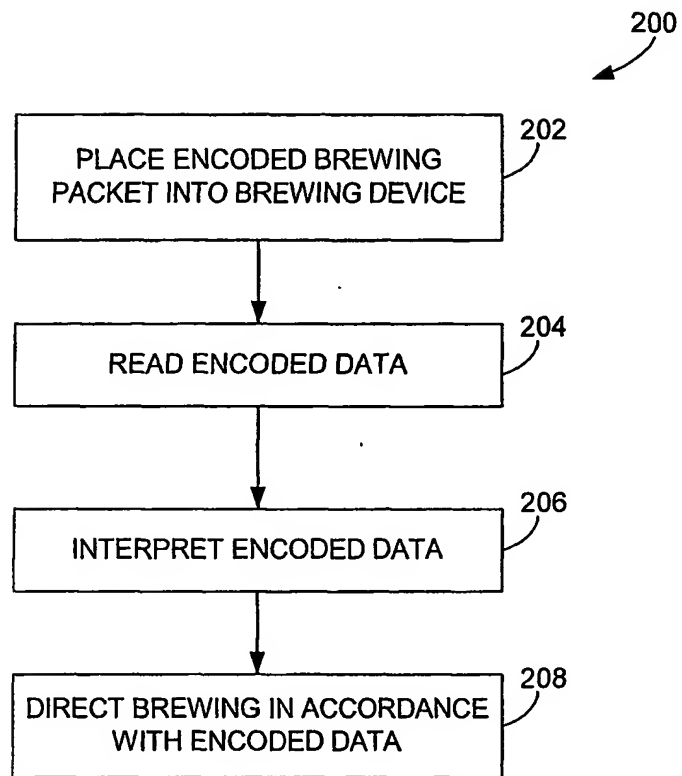 200
202
PLACE ENCODED BREWING
PACKET INTO BREWING DEVICE
204
READ ENCODED DATA
206
INTERPRET ENCODED DATA
208
DIRECT BREWING IN ACCORDANCE
WITH ENCODED DATA